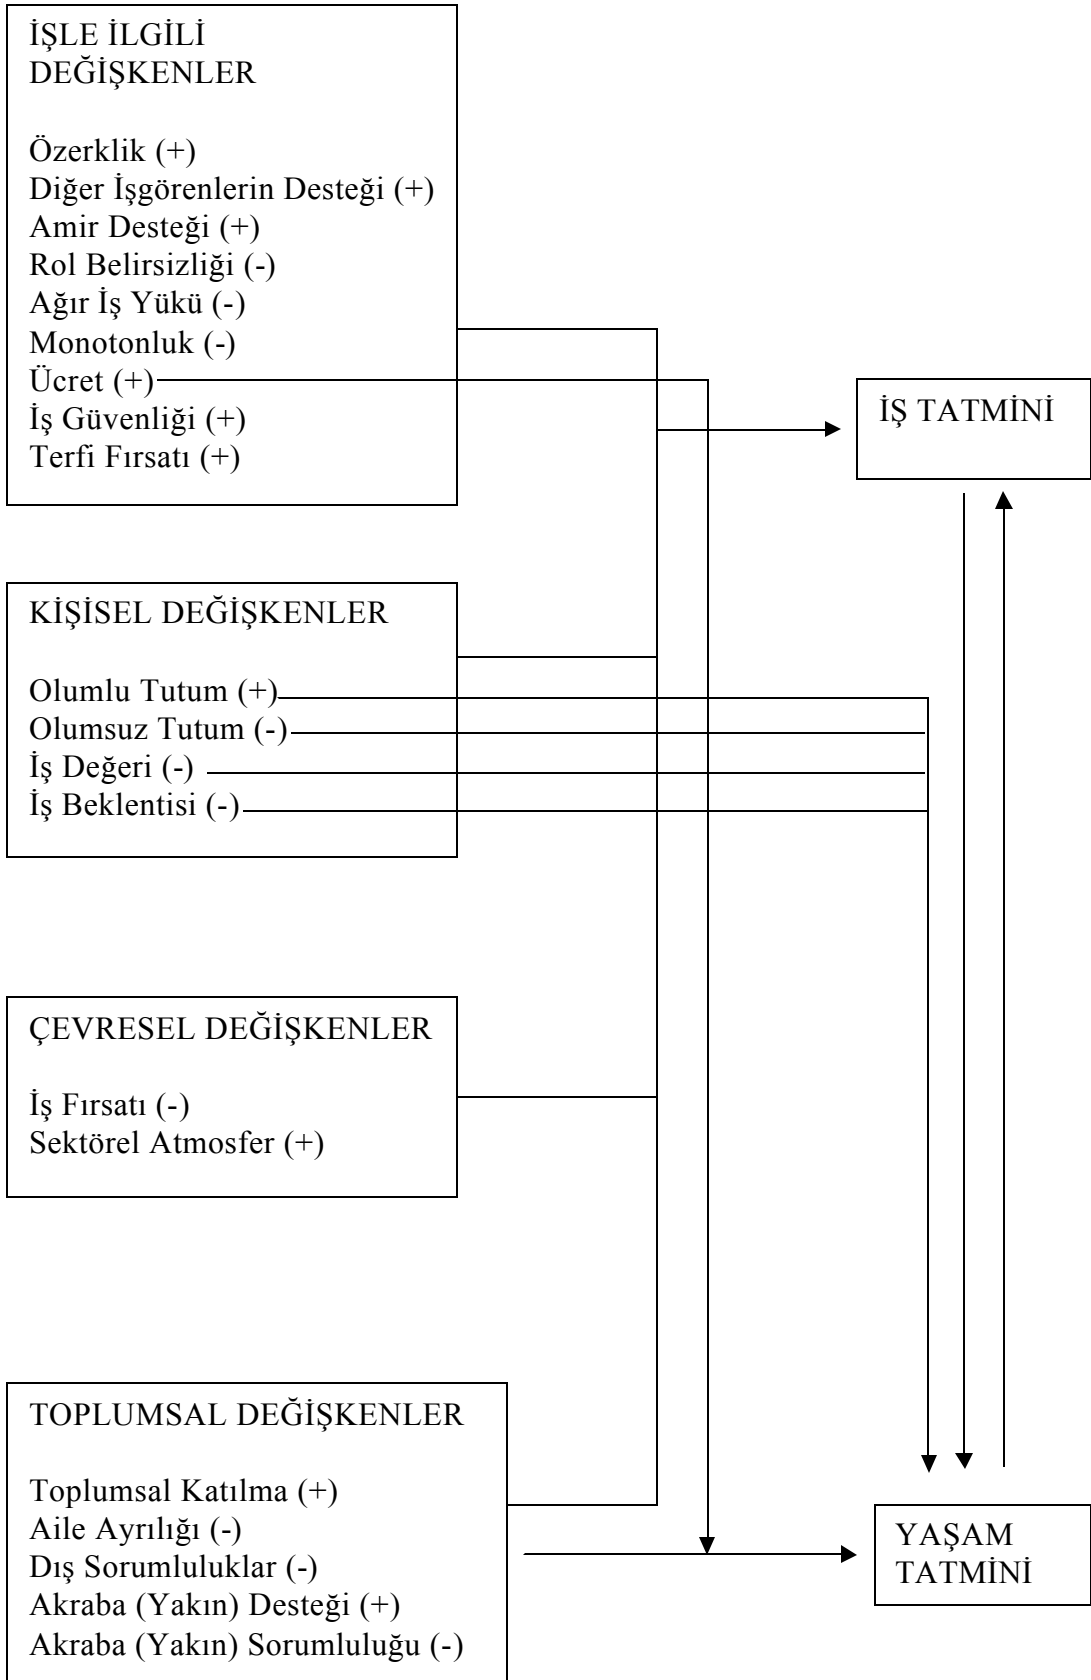 İŞLE İLGİLİ
DEĞİŞKENLER
Özerklik (+)
Diğer İşgörenlerin Desteği (+)
Amir Desteği (+)
Rol Belirsizliği (-)
Ağır İş Yükü (-)
Monotonluk (-)
Ücret (+)
İş Güvenliği (+)
Terfi Fırsatı (+)
İŞ TATMİNİ
KİŞİSEL DEĞİŞKENLER
Olumlu Tutum (+)
Olumsuz Tutum (-)
İş Değeri (-)
İş Beklentisi (-)
ÇEVRESEL DEĞİŞKENLER
İş Fırsatı (-)
Sektörel Atmosfer (+)
TOPLUMSAL DEĞİŞKENLER
Toplumsal Katılma (+)
Aile Ayrılığı (-)
Dış Sorumluluklar (-)
Akraba (Yakın) Desteği (+)
Akraba (Yakın) Sorumluluğu (-)
YAŞAM
TATMİNİ